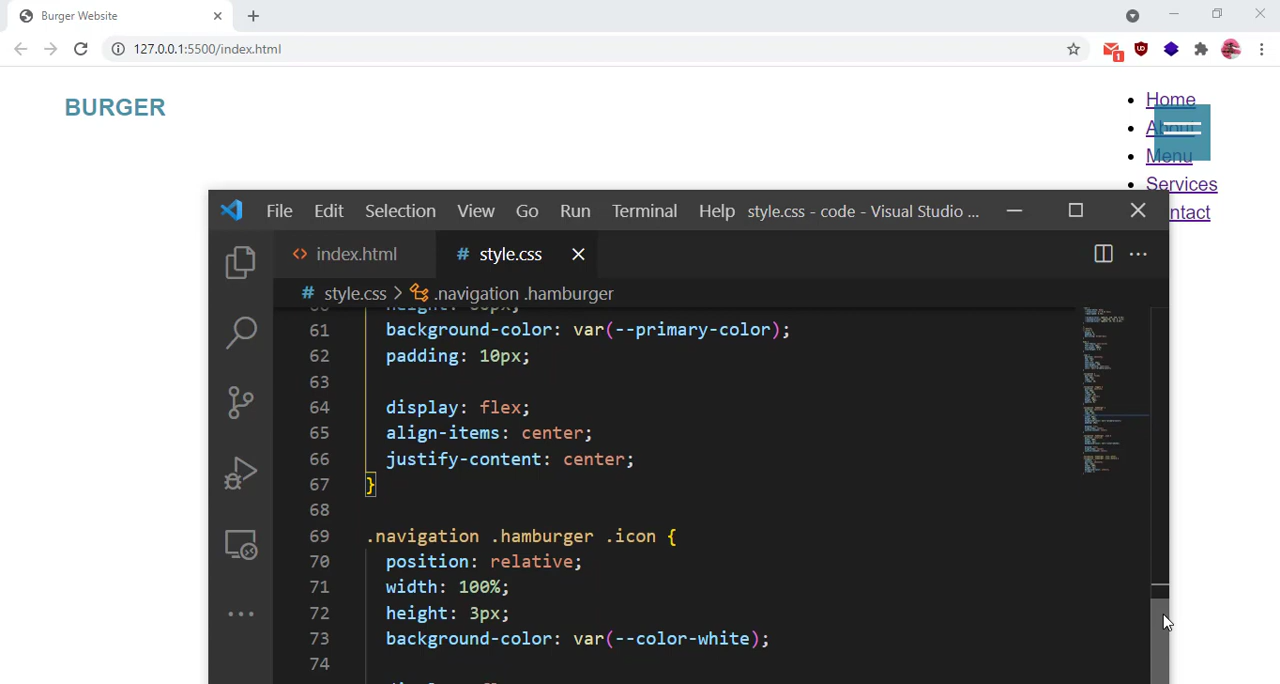 Burger Website
127.0.0.1:5500/index.html
1
BURGER
Home
About
Menu
Services
ntact
File Edit Selection View Go Run Terminal Help style.css - code - Visual Studio ...
<> index.html # style.css
# style.css > .navigation .hamburger
61 background-color: var(--primary-color);
62 padding: 10px;
63
64 display: flex;
65 align-items: center;
66 justify-content: center;
67 }
68
69 .navigation .hamburger .icon {
70 position: relative;
71 width: 100%;
72 height: 3px;
73 background-color: var(--color-white);
74